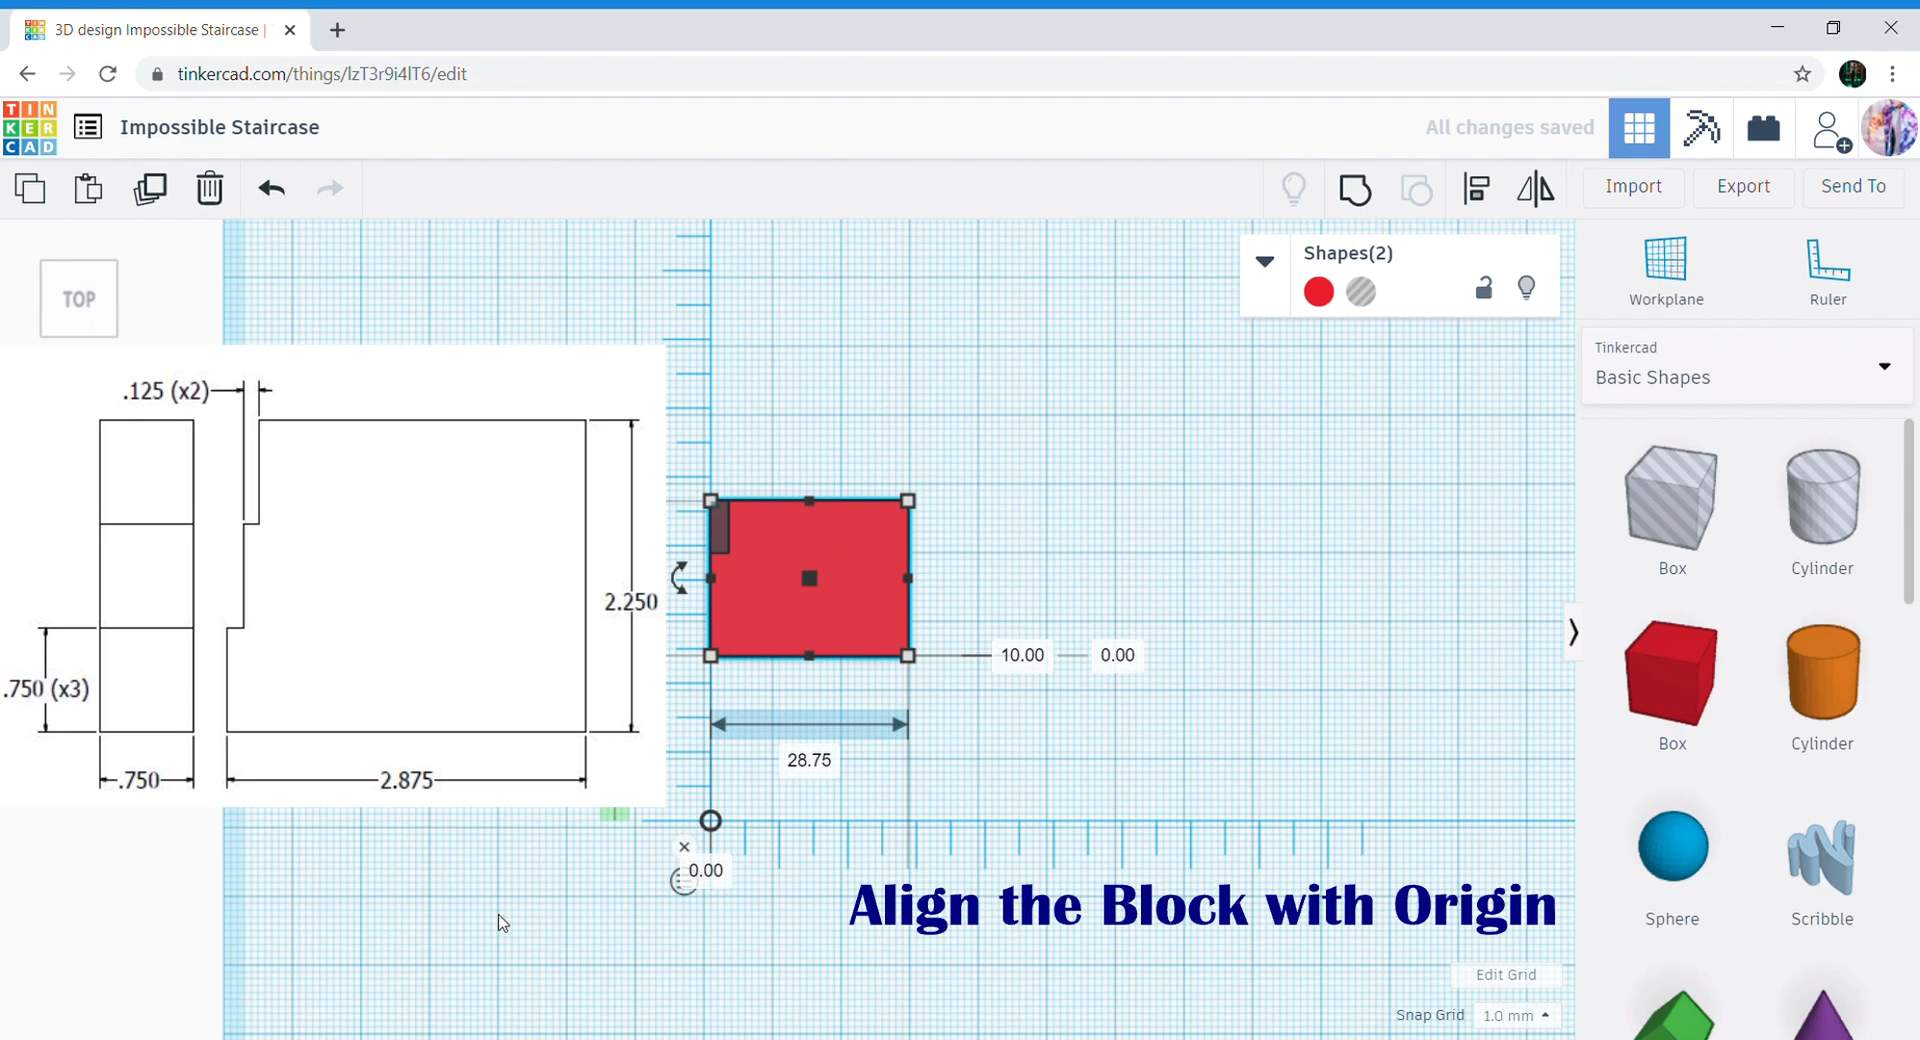 3D design Impossible Staircase |
tinkercad.com/things/lzT3r9i4lT6/edit
TIN
KER
CAD
Impossible Staircase
All changes saved
Import
Export
Send To
TOP
Shapes(2)
Workplane
Ruler
Tinkercad
Basic Shapes
.125 (x2)
2.250
.750 (x3)
.750
2.875
10.00
0.00
28.75
0.00
Box
Cylinder
Box
Cylinder
Sphere
Scribble
Align the Block with Origin
Edit Grid
Snap Grid
1.0 mm